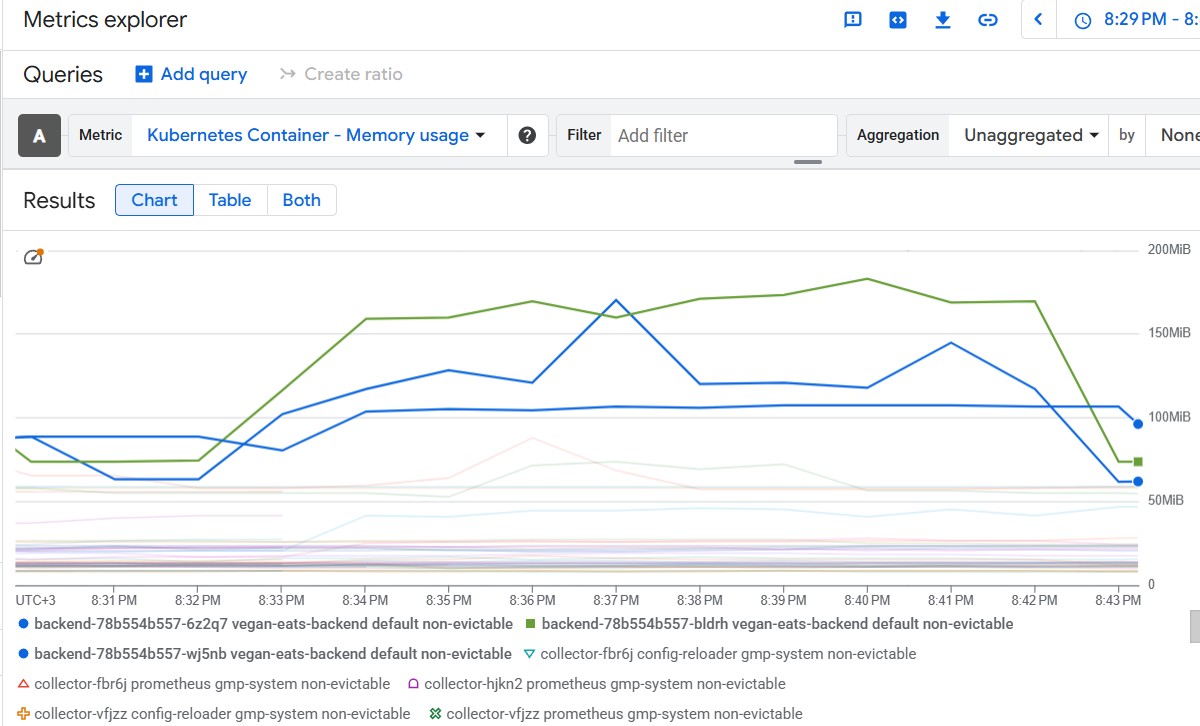 Metrics explorer
8:29 PM - 8:
Queries Add query Create ratio
A Metric Kubernetes Container - Memory usage ? Filter Add filter Aggregation Unaggregated by None
Results Chart Table Both
200MiB
150MiB
100MiB
50MiB
0
UTC+3 8:31 PM 8:32 PM 8:33 PM 8:34 PM 8:35 PM 8:36 PM 8:37 PM 8:38 PM 8:39 PM 8:40 PM 8:41 PM 8:42 PM 8:43 PM
backend-78b554b557-6z2q7 vegan-eats-backend default non-evictable backend-78b554b557-bldrh vegan-eats-backend default non-evictable
backend-78b554b557-wj5nb vegan-eats-backend default non-evictable collector-fbr6j config-reloader gmp-system non-evictable
collector-fbr6j prometheus gmp-system non-evictable collector-hjkn2 prometheus gmp-system non-evictable
collector-vfjzz config-reloader gmp-system non-evictable collector-vfjzz prometheus gmp-system non-evictable